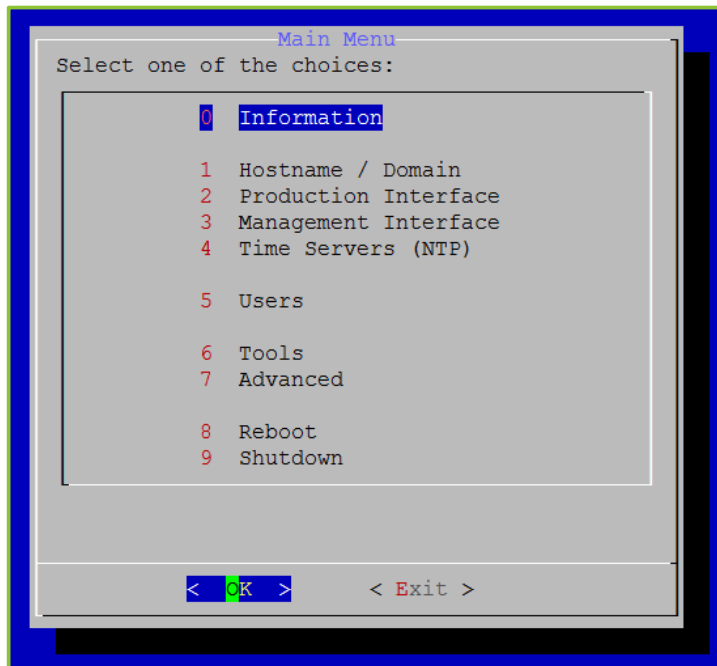 Main Menu
Select one of the choices:
0 Information
1 Hostname / Domain
2 Production Interface
3 Management Interface
4 Time Servers (NTP)
5 Users
6 Tools
7 Advanced
8 Reboot
9 Shutdown
< OK > < Exit >